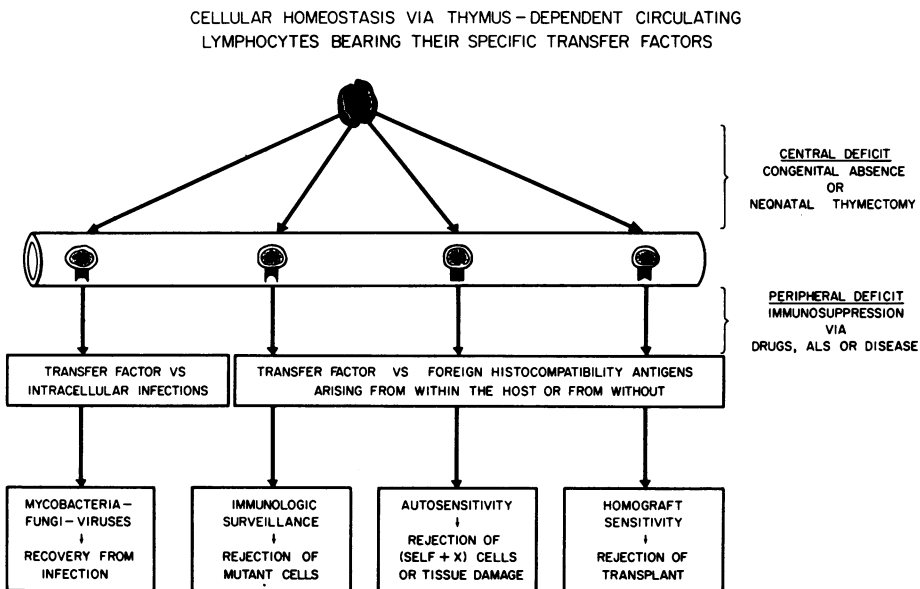 CELLULAR HOMEOSTASIS VIA THYMUS-DEPENDENT CIRCULATING
LYMPHOCYTES BEARING THEIR SPECIFIC TRANSFER FACTORS
CENTRAL DEFICIT
CONGENITAL ABSENCE
OR
NEONATAL THYMECTOMY
PERIPHERAL DEFICIT
IMMUNOSUPPRESSION
VIA
DRUGS, ALS OR DISEASE
TRANSFER FACTOR VS
INTRACELLULAR INFECTIONS
TRANSFER FACTOR VS FOREIGN HISTOCOMPATIBILITY ANTIGENS
ARISING FROM WITHIN THE HOST OR FROM WITHOUT
MYCOBACTERIA-
FUNGI-VIRUSES
RECOVERY FROM
INFECTION
IMMUNOLOGIC
SURVEILLANCE
REJECTION OF
MUTANT CELLS
AUTOSENSITIVITY
REJECTION OF
(SELF + X) CELLS
OR TISSUE DAMAGE
HOMOGRAFT
SENSITIVITY
REJECTION OF
TRANSPLANT